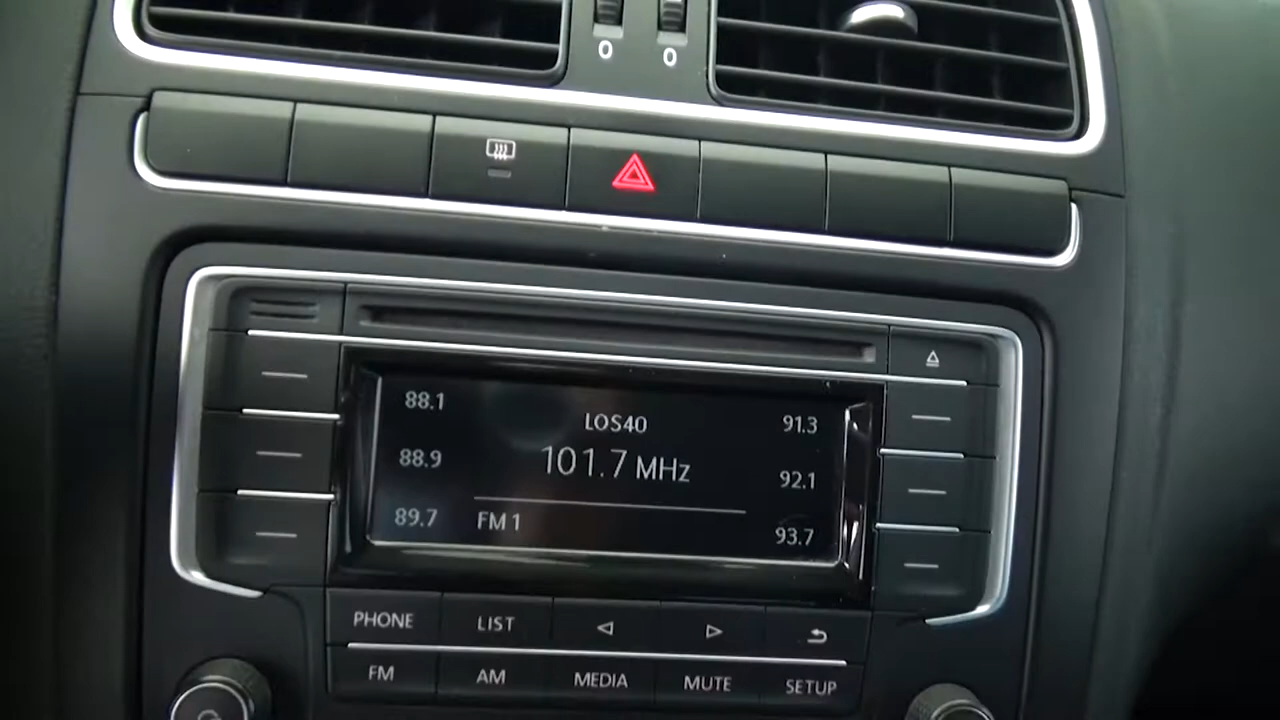 0 0
88.1 LOS40 91.3
88.9 101.7 MHz 92.1
89.7 FM 1 93.7
PHONE LIST
FM AM MEDIA MUTE SETUP